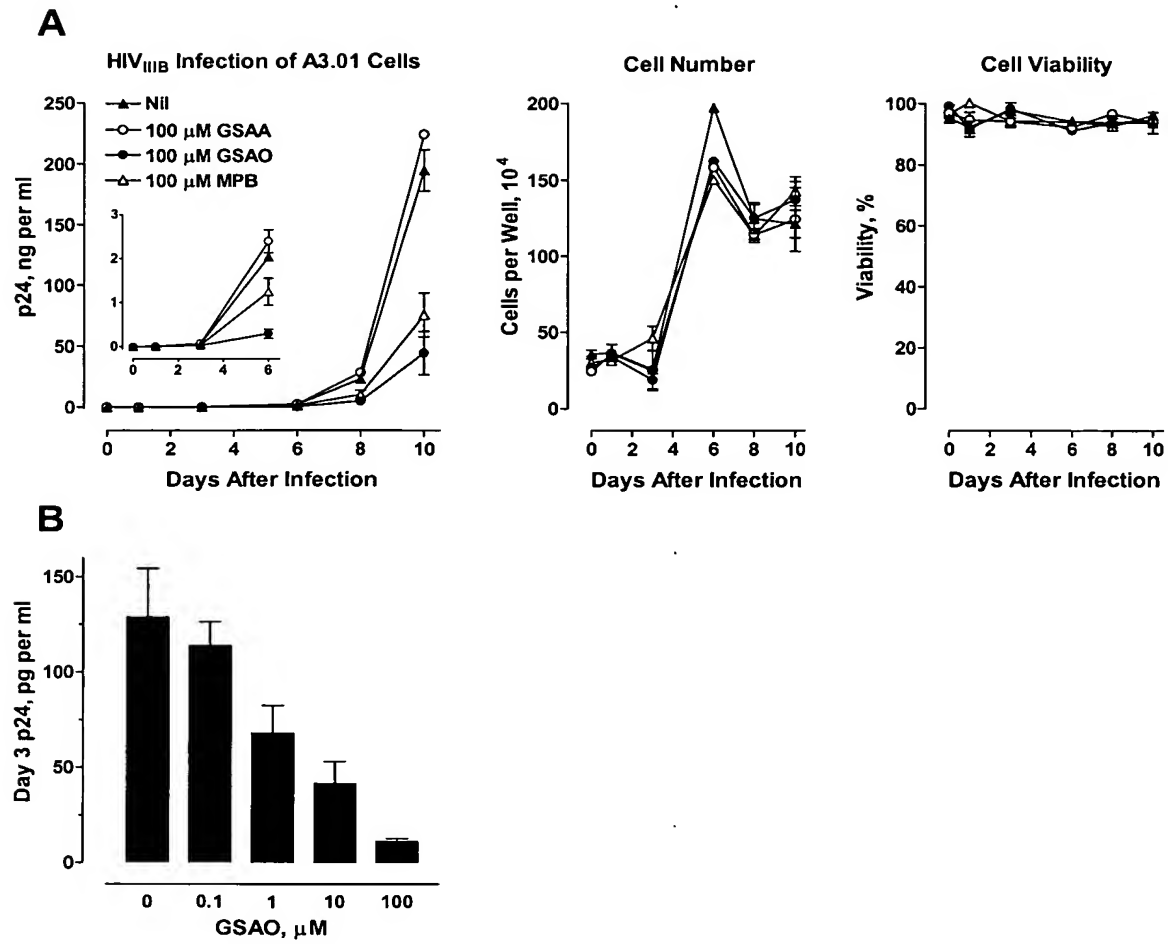 A
HIVIIIB Infection of A3.01 Cells
Nil
100 µM GSAA
100 µM GSAO
100 µM MPB
p24, ng per ml
250
200
150
100
50
0
3
2
1
0
0 2 4 6
0 2 4 6 8 10
Days After Infection
Cell Number
Cells per Well, 10⁴
200
150
100
50
0
0 2 4 6 8 10
Days After Infection
Cell Viability
Viability, %
100
80
60
40
20
0
0 2 4 6 8 10
Days After Infection
B
Day 3 p24, pg per ml
150
100
50
0
0 0.1 1 10 100
GSAO, µM